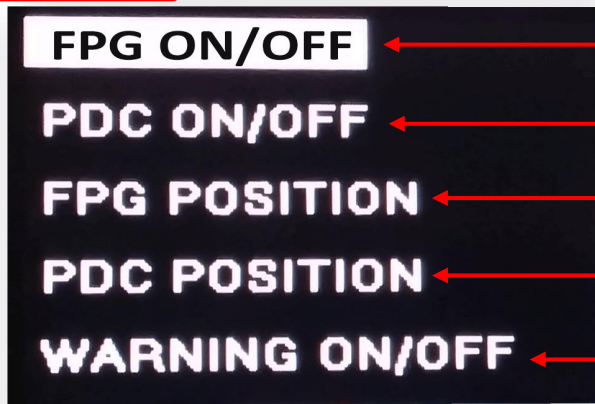 FPG ON/OFF
PDC ON/OFF
FPG POSITION
PDC POSITION
WARNING ON/OFF